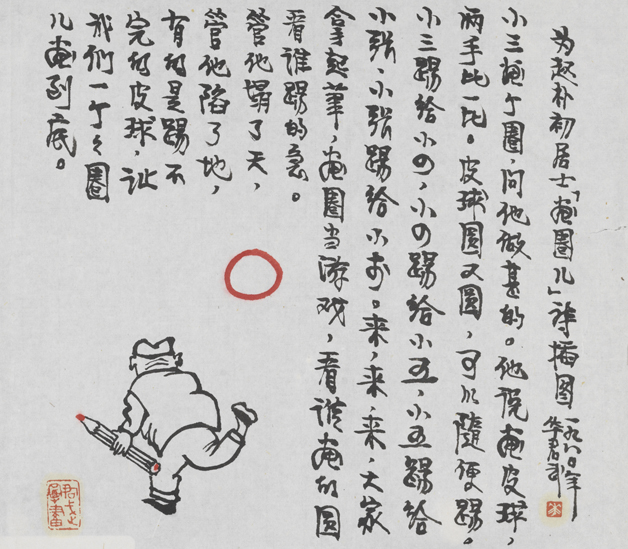 为赵朴初居士「画圈儿」诗插图
一九八〇年
华君武
小三画个圈,问他做甚的。他说画皮球,
两手比一比。皮球圆又圆,可以隨便踢。
小三踢给小四,小四踢给小五,小五踢给
小张,小张踢给小李。来,来,来,大家
拿起笔,画圈当游戏,看谁画的圆
看谁踢的急。
管他塌了天,
管他陷了地,
有的是踢不
完的皮球,让
我们一个々圈
儿画到底。